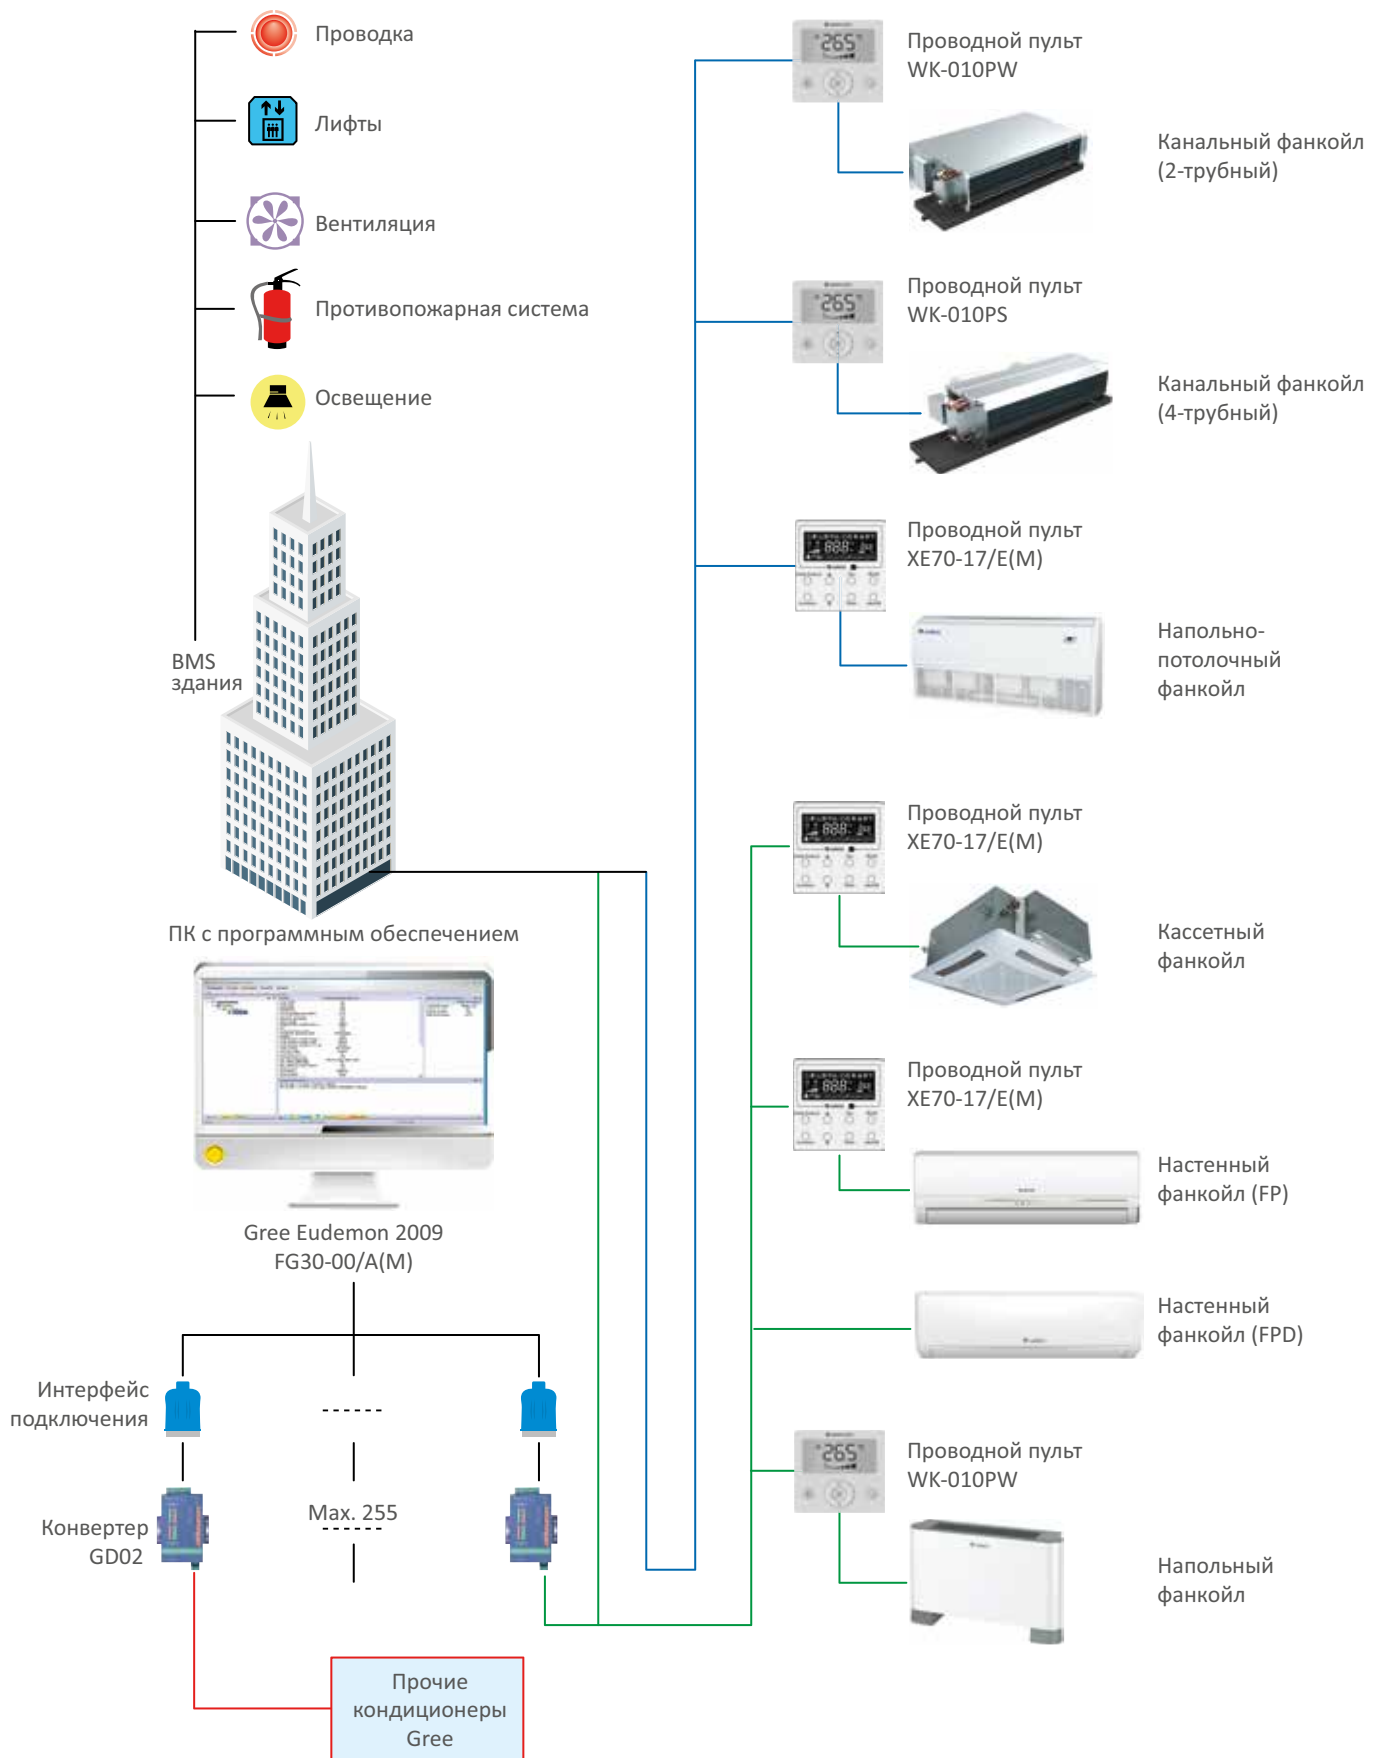 Проводка
Лифты
Вентиляция
Противопожарная система
Освещение
BMS
здания
ПК с программным обеспечением
Gree Eudemon 2009
FG30-00/A(M)
Интерфейс
подключения
Конвертер
GD02
Max. 255
Прочие
кондиционеры
Gree
Проводной пульт
WK-010PW
Канальный фанкойл
(2-трубный)
Проводной пульт
WK-010PS
Канальный фанкойл
(4-трубный)
Проводной пульт
XE70-17/E(M)
Напольно-
потолочный
фанкойл
Проводной пульт
XE70-17/E(M)
Кассетный
фанкойл
Проводной пульт
XE70-17/E(M)
Настенный
фанкойл (FP)
Настенный
фанкойл (FPD)
Проводной пульт
WK-010PW
Напольный
фанкойл